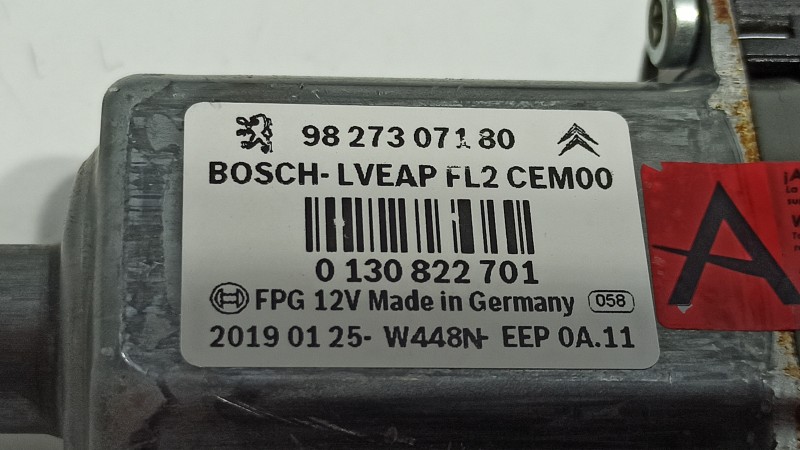 98 273 071 80
BOSCH- LVEAP FL2 CEM00
0 130 822 701
FPG 12V Made in Germany 058
2019 01 25- W448N- EEP 0A.11
A
¡A
La